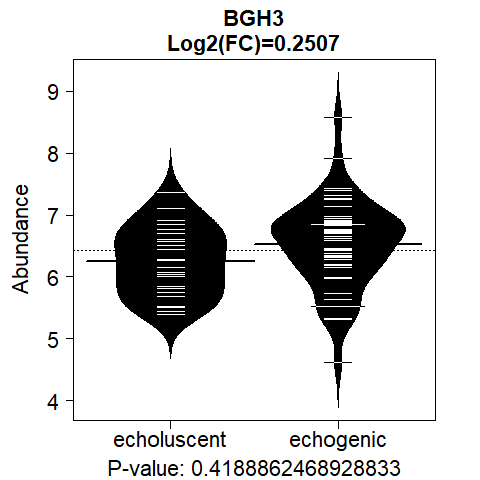 BGH3
Log2(FC)=0.2507
Abundance
9
8
7
6
5
4
echoluscent
echogenic
P-value: 0.4188862468928833